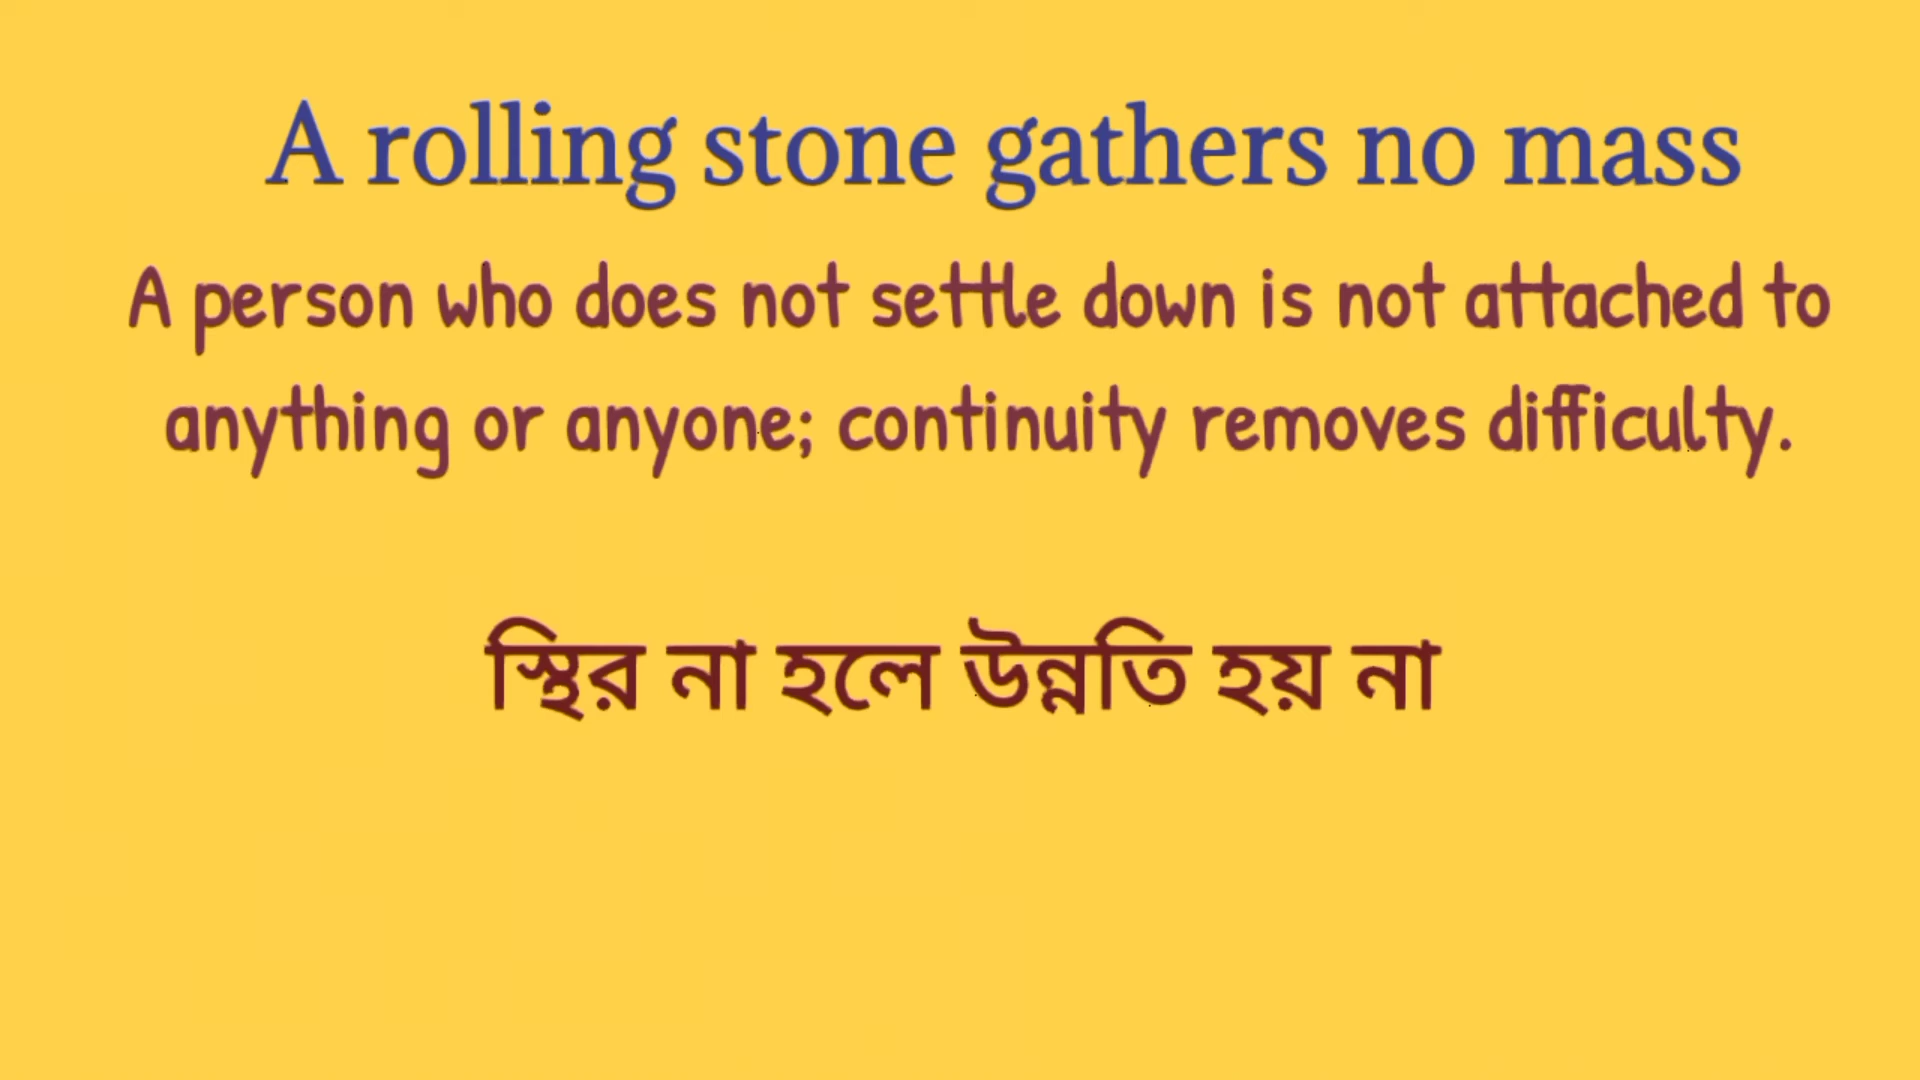 A rolling stone gathers no mass
A person who does not settle down is not attached to
anything or anyone; continuity removes difficulty.
স্থির না হলে উন্নতি হয় না